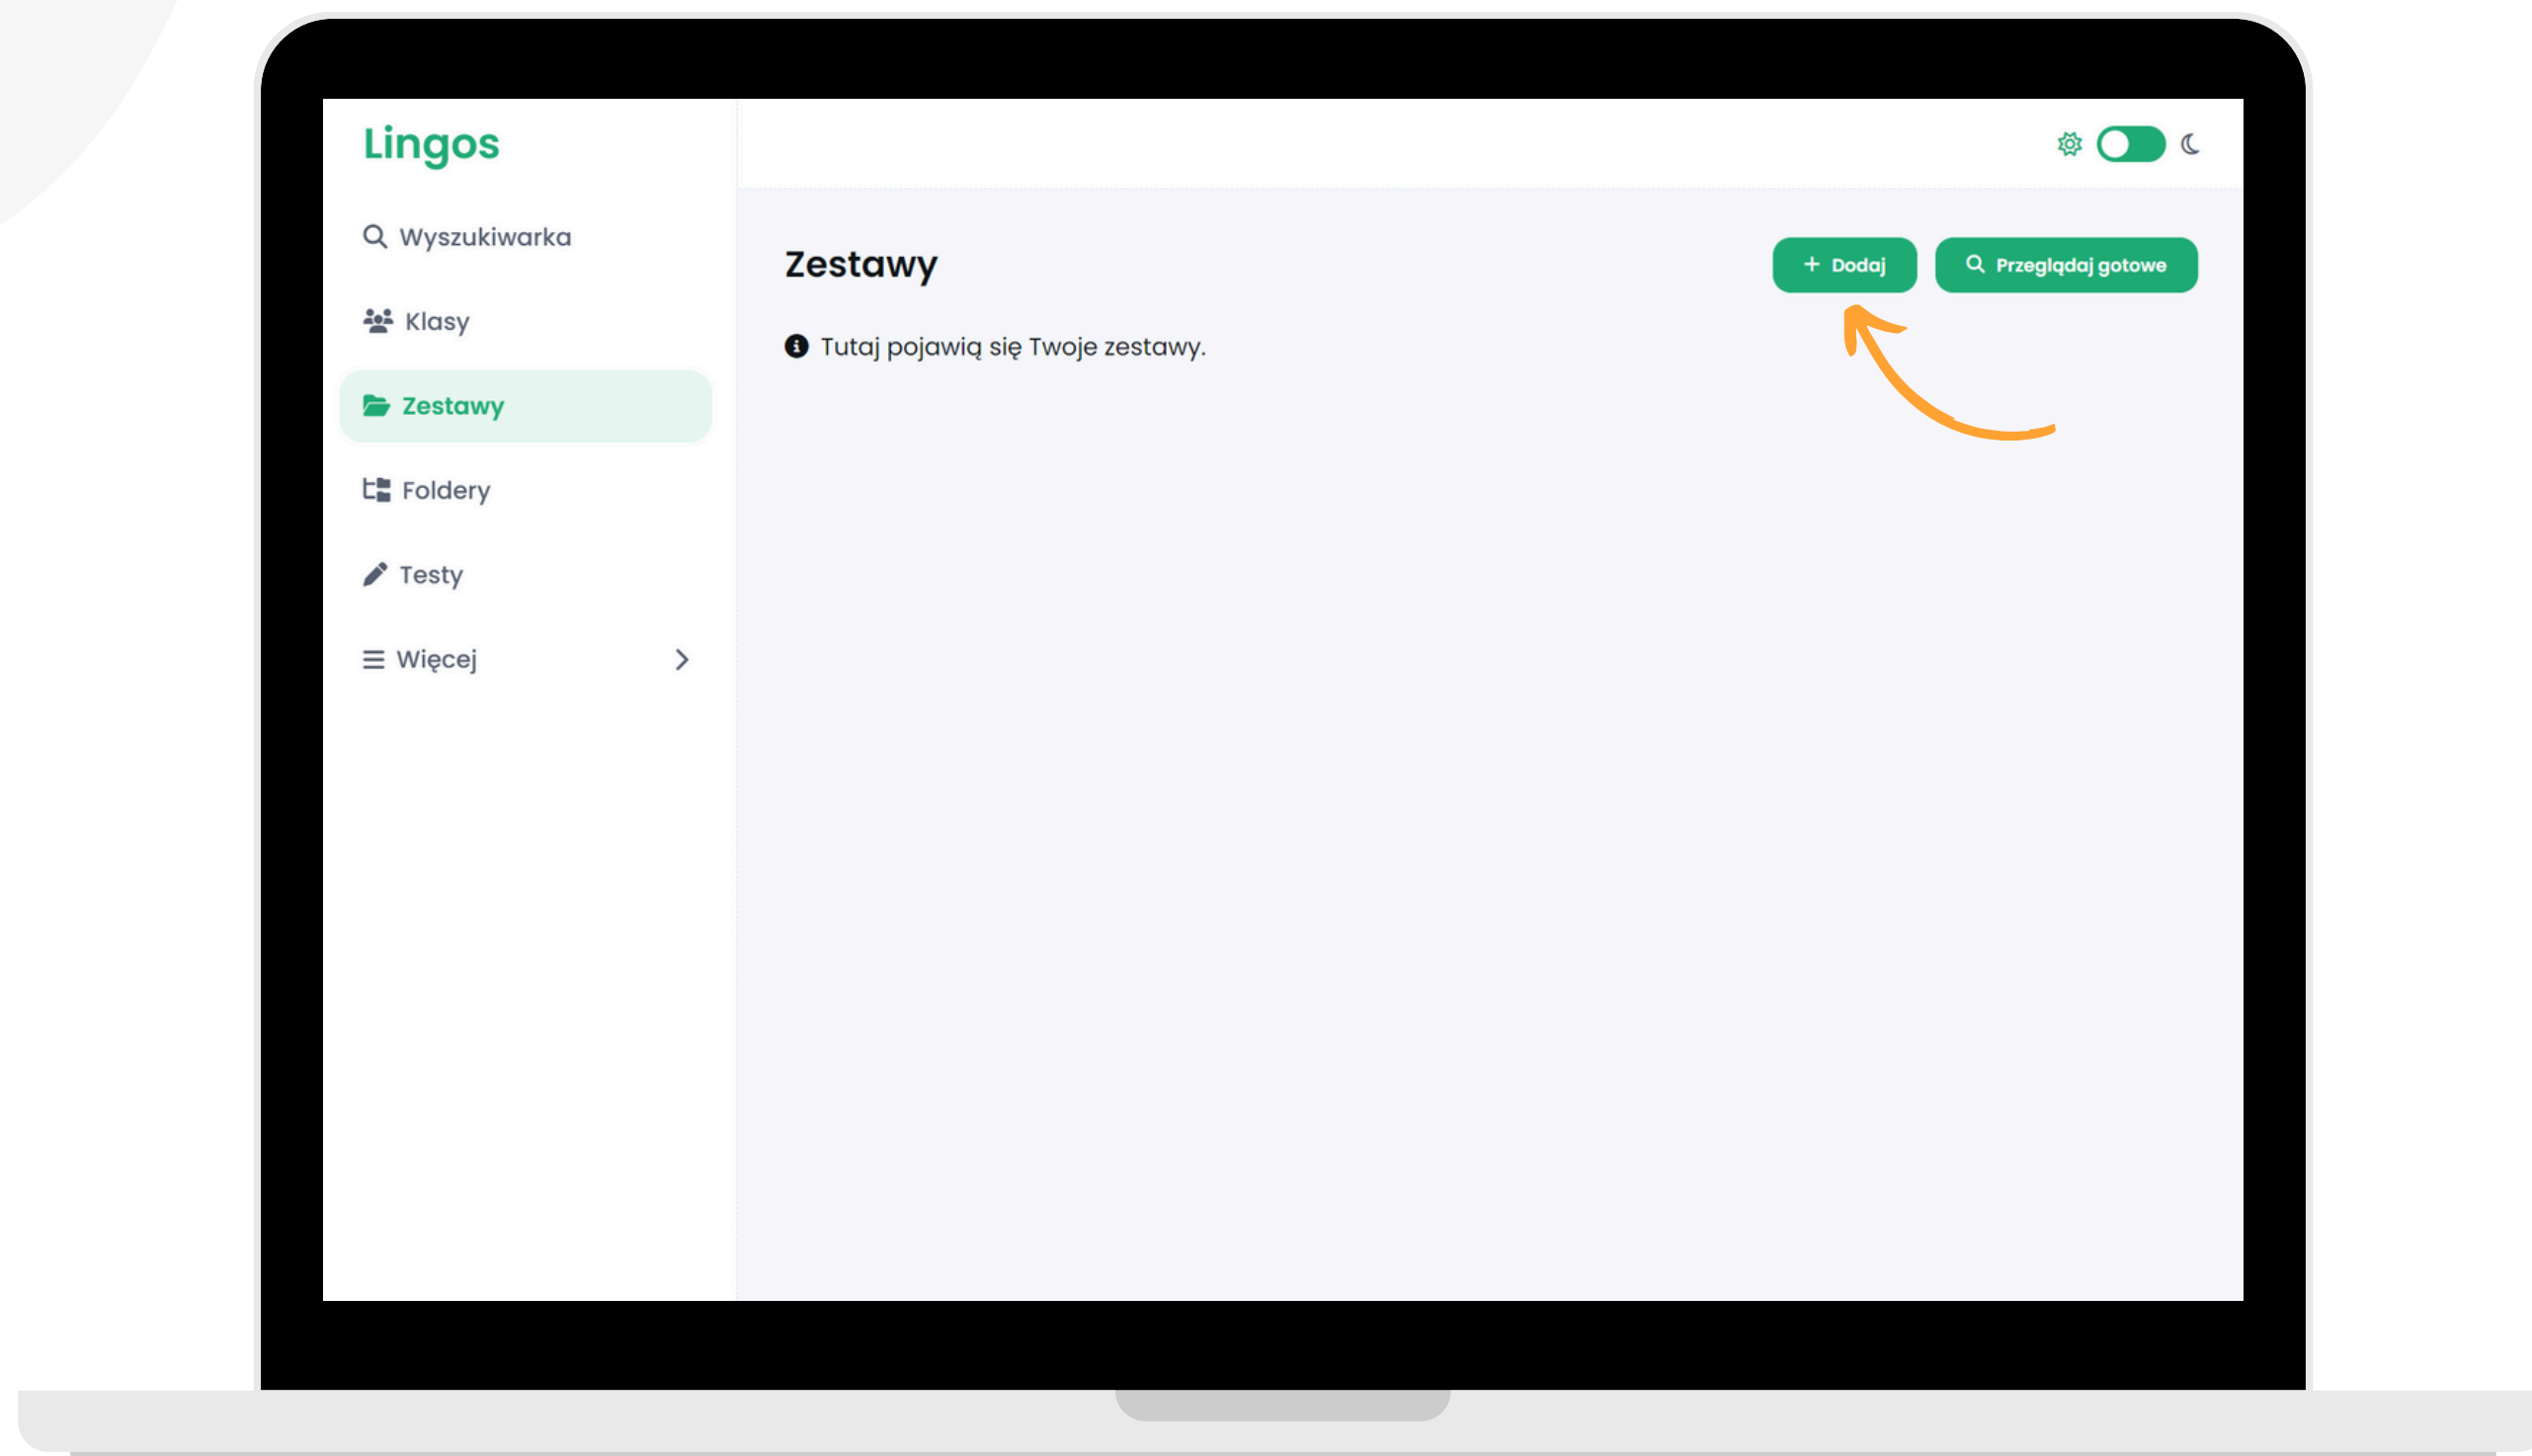 Lingos
Wyszukiwarka
Klasy
Zestawy
Foldery
Testy
Więcej
Zestawy
Dodaj
Przeglądaj gotowe
Tutaj pojawią się Twoje zestawy.